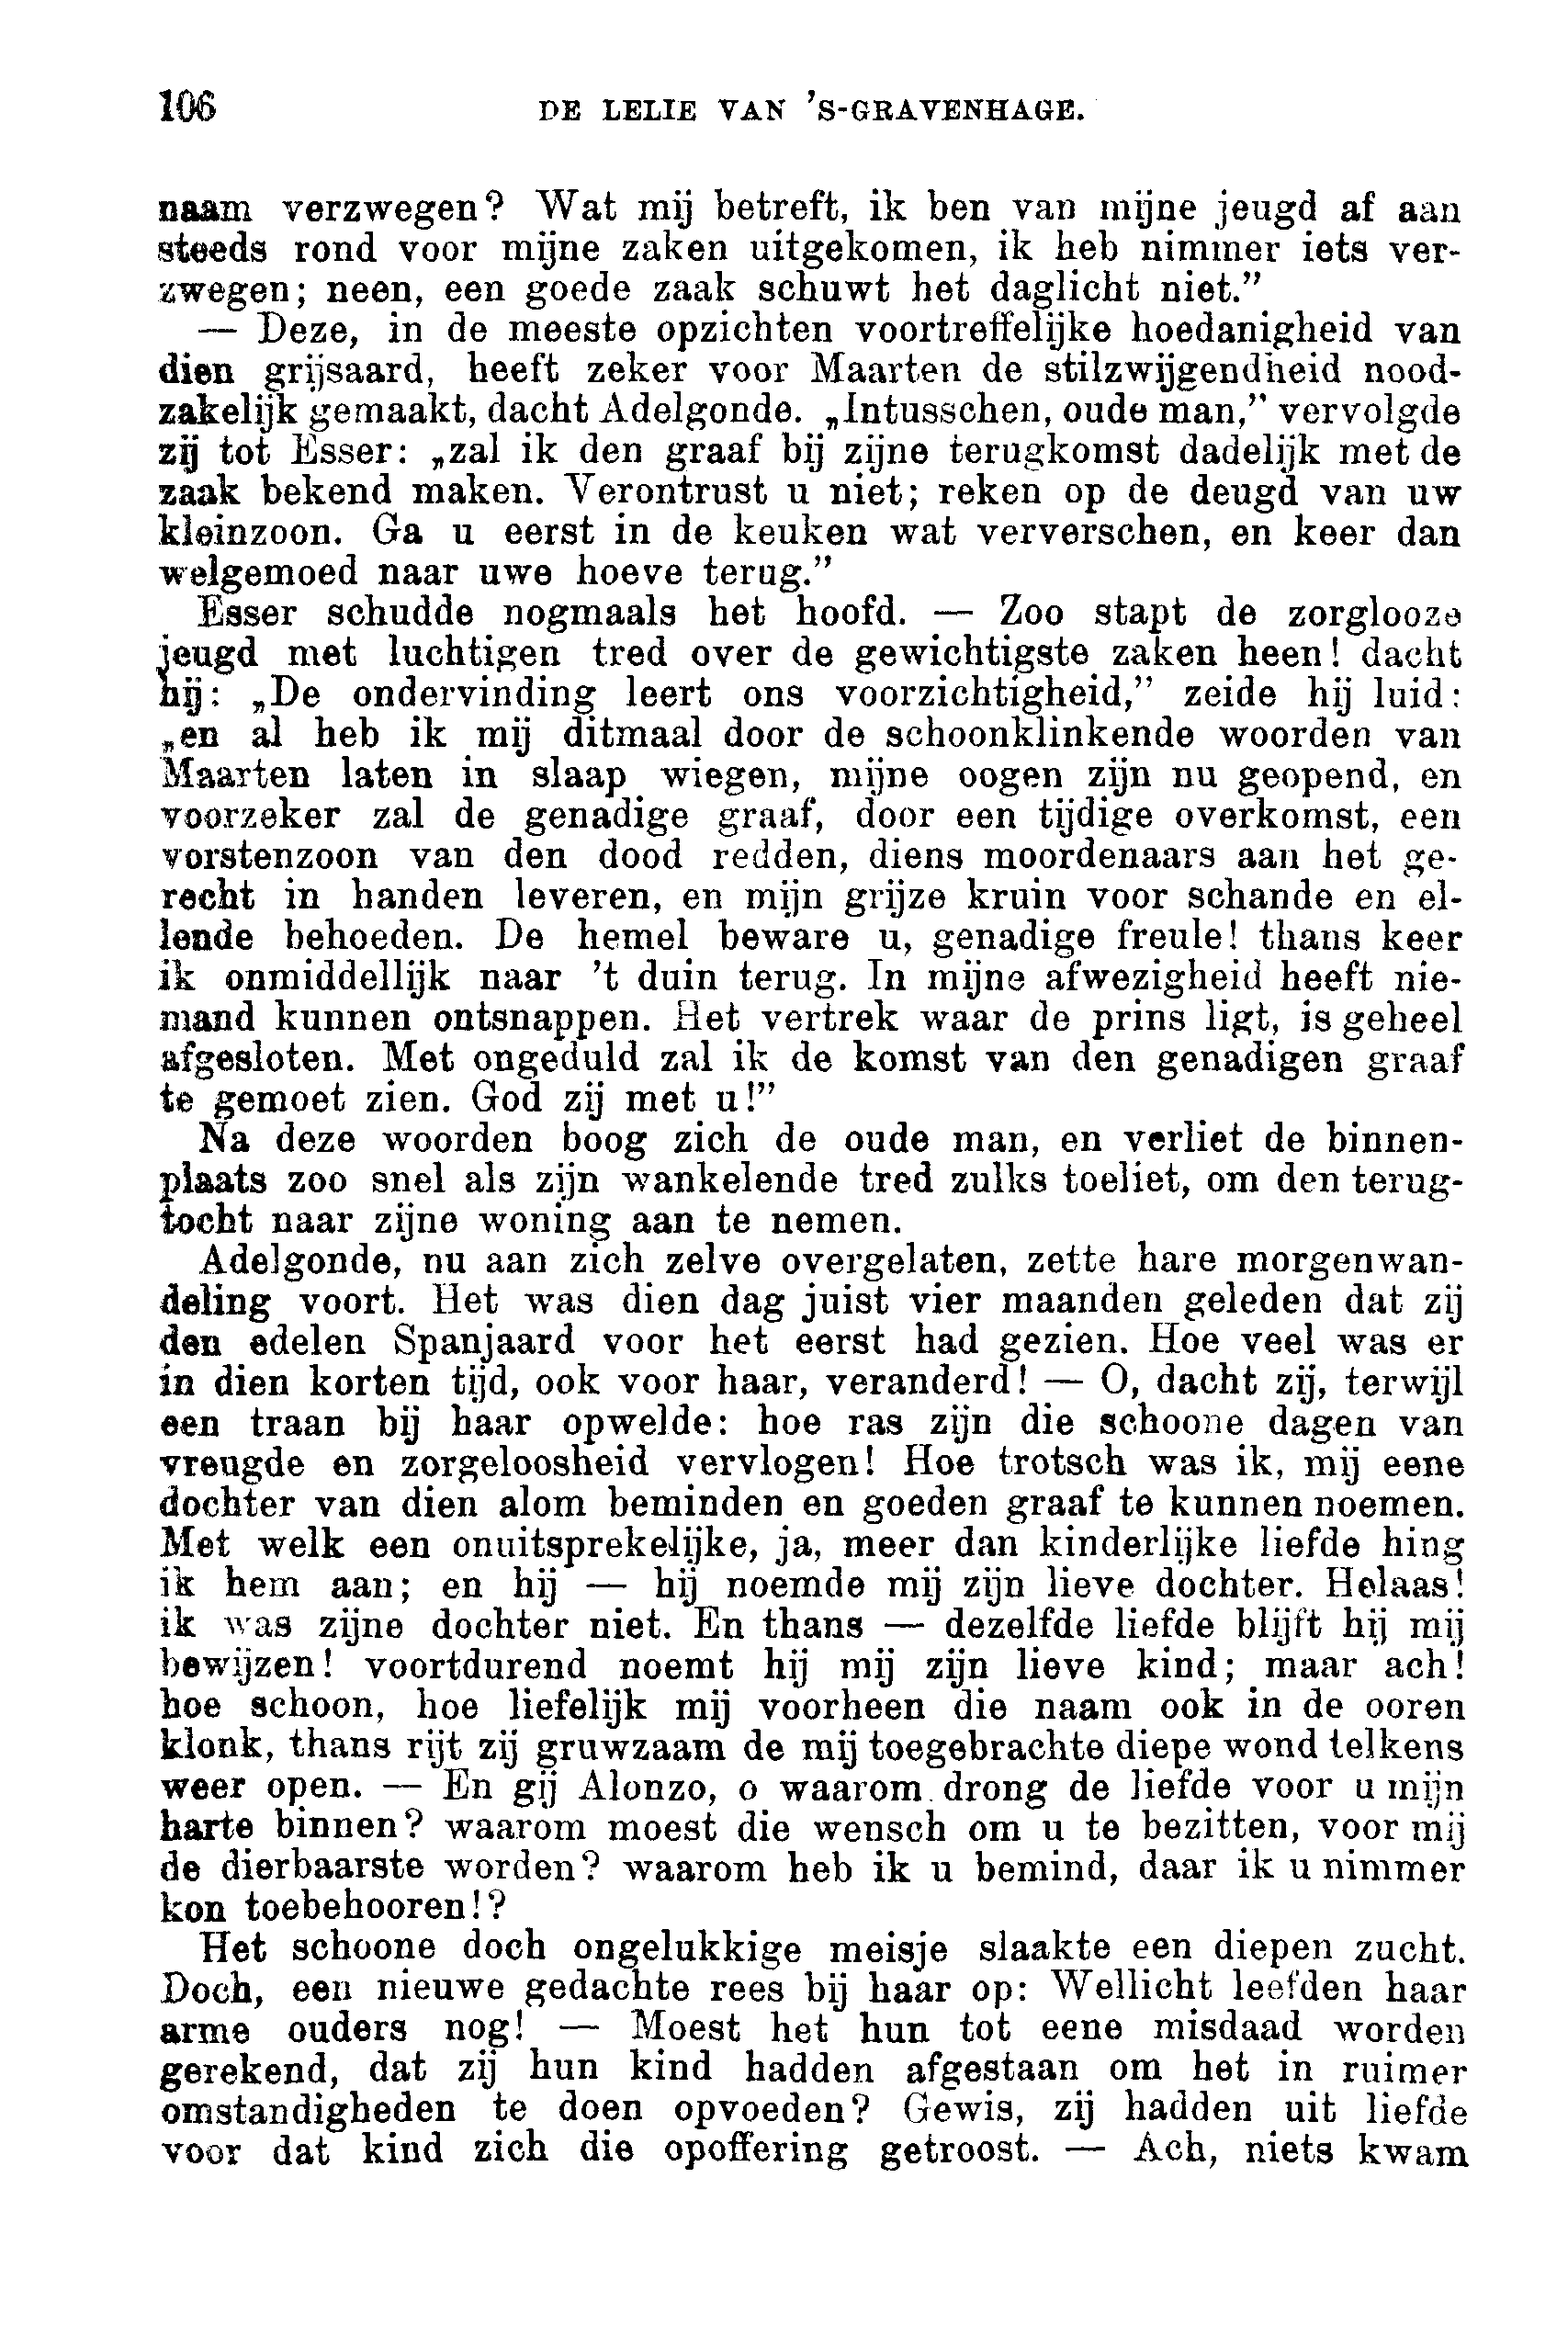 106 DE LELIE VAN 'S-GRAVENHAGE.
naam verzwegen? Wat mij betreft, ik ben van mijne jeugd af aan
steeds rond voor mijne zaken uitgekomen, ik heb nimmer iets ver-
zwegen; neen, een goede zaak schuwt het daglicht niet.”
— Deze, in de meeste opzichten voortreffelijke hoedanigheid van
dien grijsaard, heeft zeker voor Maarten de stilzwijgendheid nood-
zakelijk gemaakt, dacht Adelgonde. „Intusschen, oude man,” vervolgde
zij tot Esser: „zal ik den graaf bij zijne terugkomst dadelijk met de
zaak bekend maken. Verontrust u niet; reken op de deugd van uw
kleinzoon. Ga u eerst in de keuken wat ververschen, en keer dan
welgemoed naar uwe hoeve terug.”
Esser schudde nogmaals het hoofd. — Zoo stapt de zorglooze
jeugd met luchtigen tred over de gewichtigste zaken heen! dacht
hij: „De ondervinding leert ons voorzichtigheid,” zeide hij luid:
„en al heb ik mij ditmaal door de schoonklinkende woorden van
Maarten laten in slaap wiegen, mijne oogen zijn nu geopend, en
voorzeker zal de genadige graaf, door een tijdige overkomst, een
vorstenzoon van den dood redden, diens moordenaars aan het ge-
recht in handen leveren, en mijn grijze kruin voor schande en el-
lende behoeden. De hemel beware u, genadige freule! thans keer
ik onmiddellijk naar 't duin terug. In mijne afwezigheid heeft nie-
mand kunnen ontsnappen. Het vertrek waar de prins ligt, is geheel
afgesloten. Met ongeduld zal ik de komst van den genadigen graaf
te gemoet zien. God zij met u!”
Na deze woorden boog zich de oude man, en verliet de binnen-
plaats zoo snel als zijn wankelende tred zulks toeliet, om den terug-
tocht naar zijne woning aan te nemen.
Adelgonde, nu aan zich zelve overgelaten, zette hare morgenwan-
deling voort. Het was dien dag juist vier maanden geleden dat zij
den edelen Spanjaard voor het eerst had gezien. Hoe veel was er
in dien korten tijd, ook voor haar, veranderd! — O, dacht zij, terwijl
een traan bij haar opwelde: hoe ras zijn die schoone dagen van
vreugde en zorgeloosheid vervlogen! Hoe trotsch was ik, mij eene
dochter van dien alom beminden en goeden graaf te kunnen noemen.
Met welk een onuitsprekelijke, ja, meer dan kinderlijke liefde hing
ik hem aan; en hij — hij noemde mij zijn lieve dochter. Helaas!
ik was zijne dochter niet. En thans — dezelfde liefde blijft hij mij
bewijzen! voortdurend noemt hij mij zijn lieve kind; maar ach!
hoe schoon, hoe liefelijk mij voorheen die naam ook in de ooren
klonk, thans rijt zij gruwzaam de mij toegebrachte diepe wond telkens
weer open. — En gij Alonzo, o waarom drong de liefde voor u mijn
harte binnen? waarom moest die wensch om u te bezitten, voor mij
de dierbaarste worden? waarom heb ik u bemind, daar ik u nimmer
kon toebehooren!?
Het schoone doch ongelukkige meisje slaakte een diepen zucht.
Doch, een nieuwe gedachte rees bij haar op: Wellicht leefden haar
arme ouders nog! — Moest het hun tot eene misdaad worden
gerekend, dat zij hun kind hadden afgestaan om het in ruimer
omstandigheden te doen opvoeden? Gewis, zij hadden uit liefde
voor dat kind zich die opoffering getroost. — Ach, niets kwam